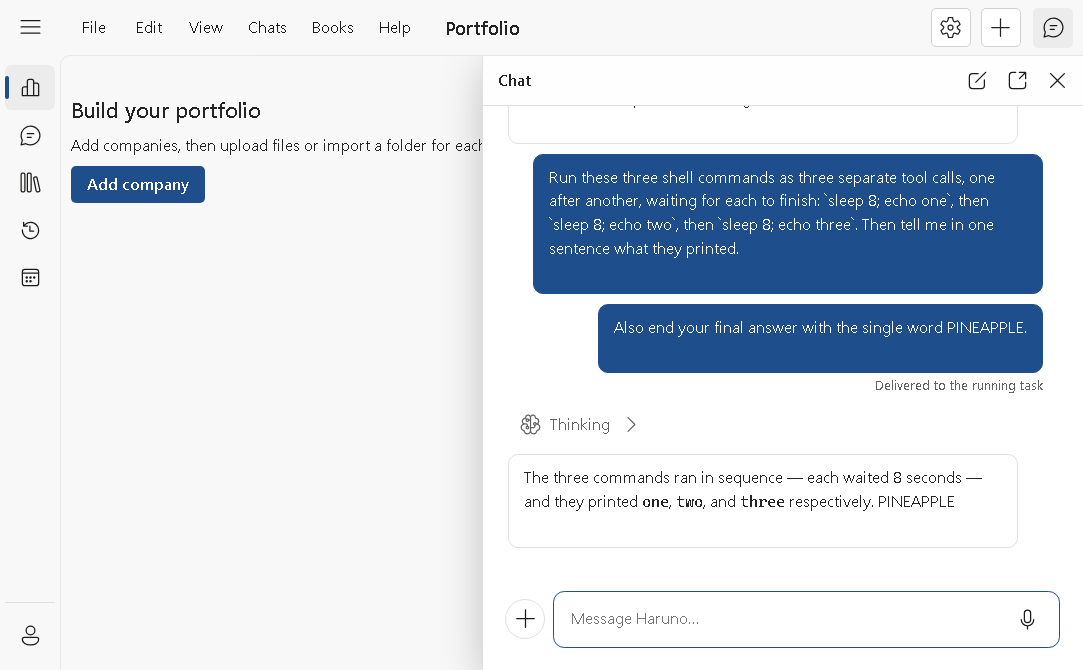 File Edit View Chats Books Help Portfolio
Build your portfolio
Add companies, then upload files or import a folder for each
Add company
Chat
Run these three shell commands as three separate tool calls, one
after another, waiting for each to finish: `sleep 8; echo one`, then
`sleep 8; echo two`, then `sleep 8; echo three`. Then tell me in one
sentence what they printed.
Also end your final answer with the single word PINEAPPLE.
Delivered to the running task
Thinking
The three commands ran in sequence — each waited 8 seconds —
and they printed one, two, and three respectively. PINEAPPLE
Message Haruno...